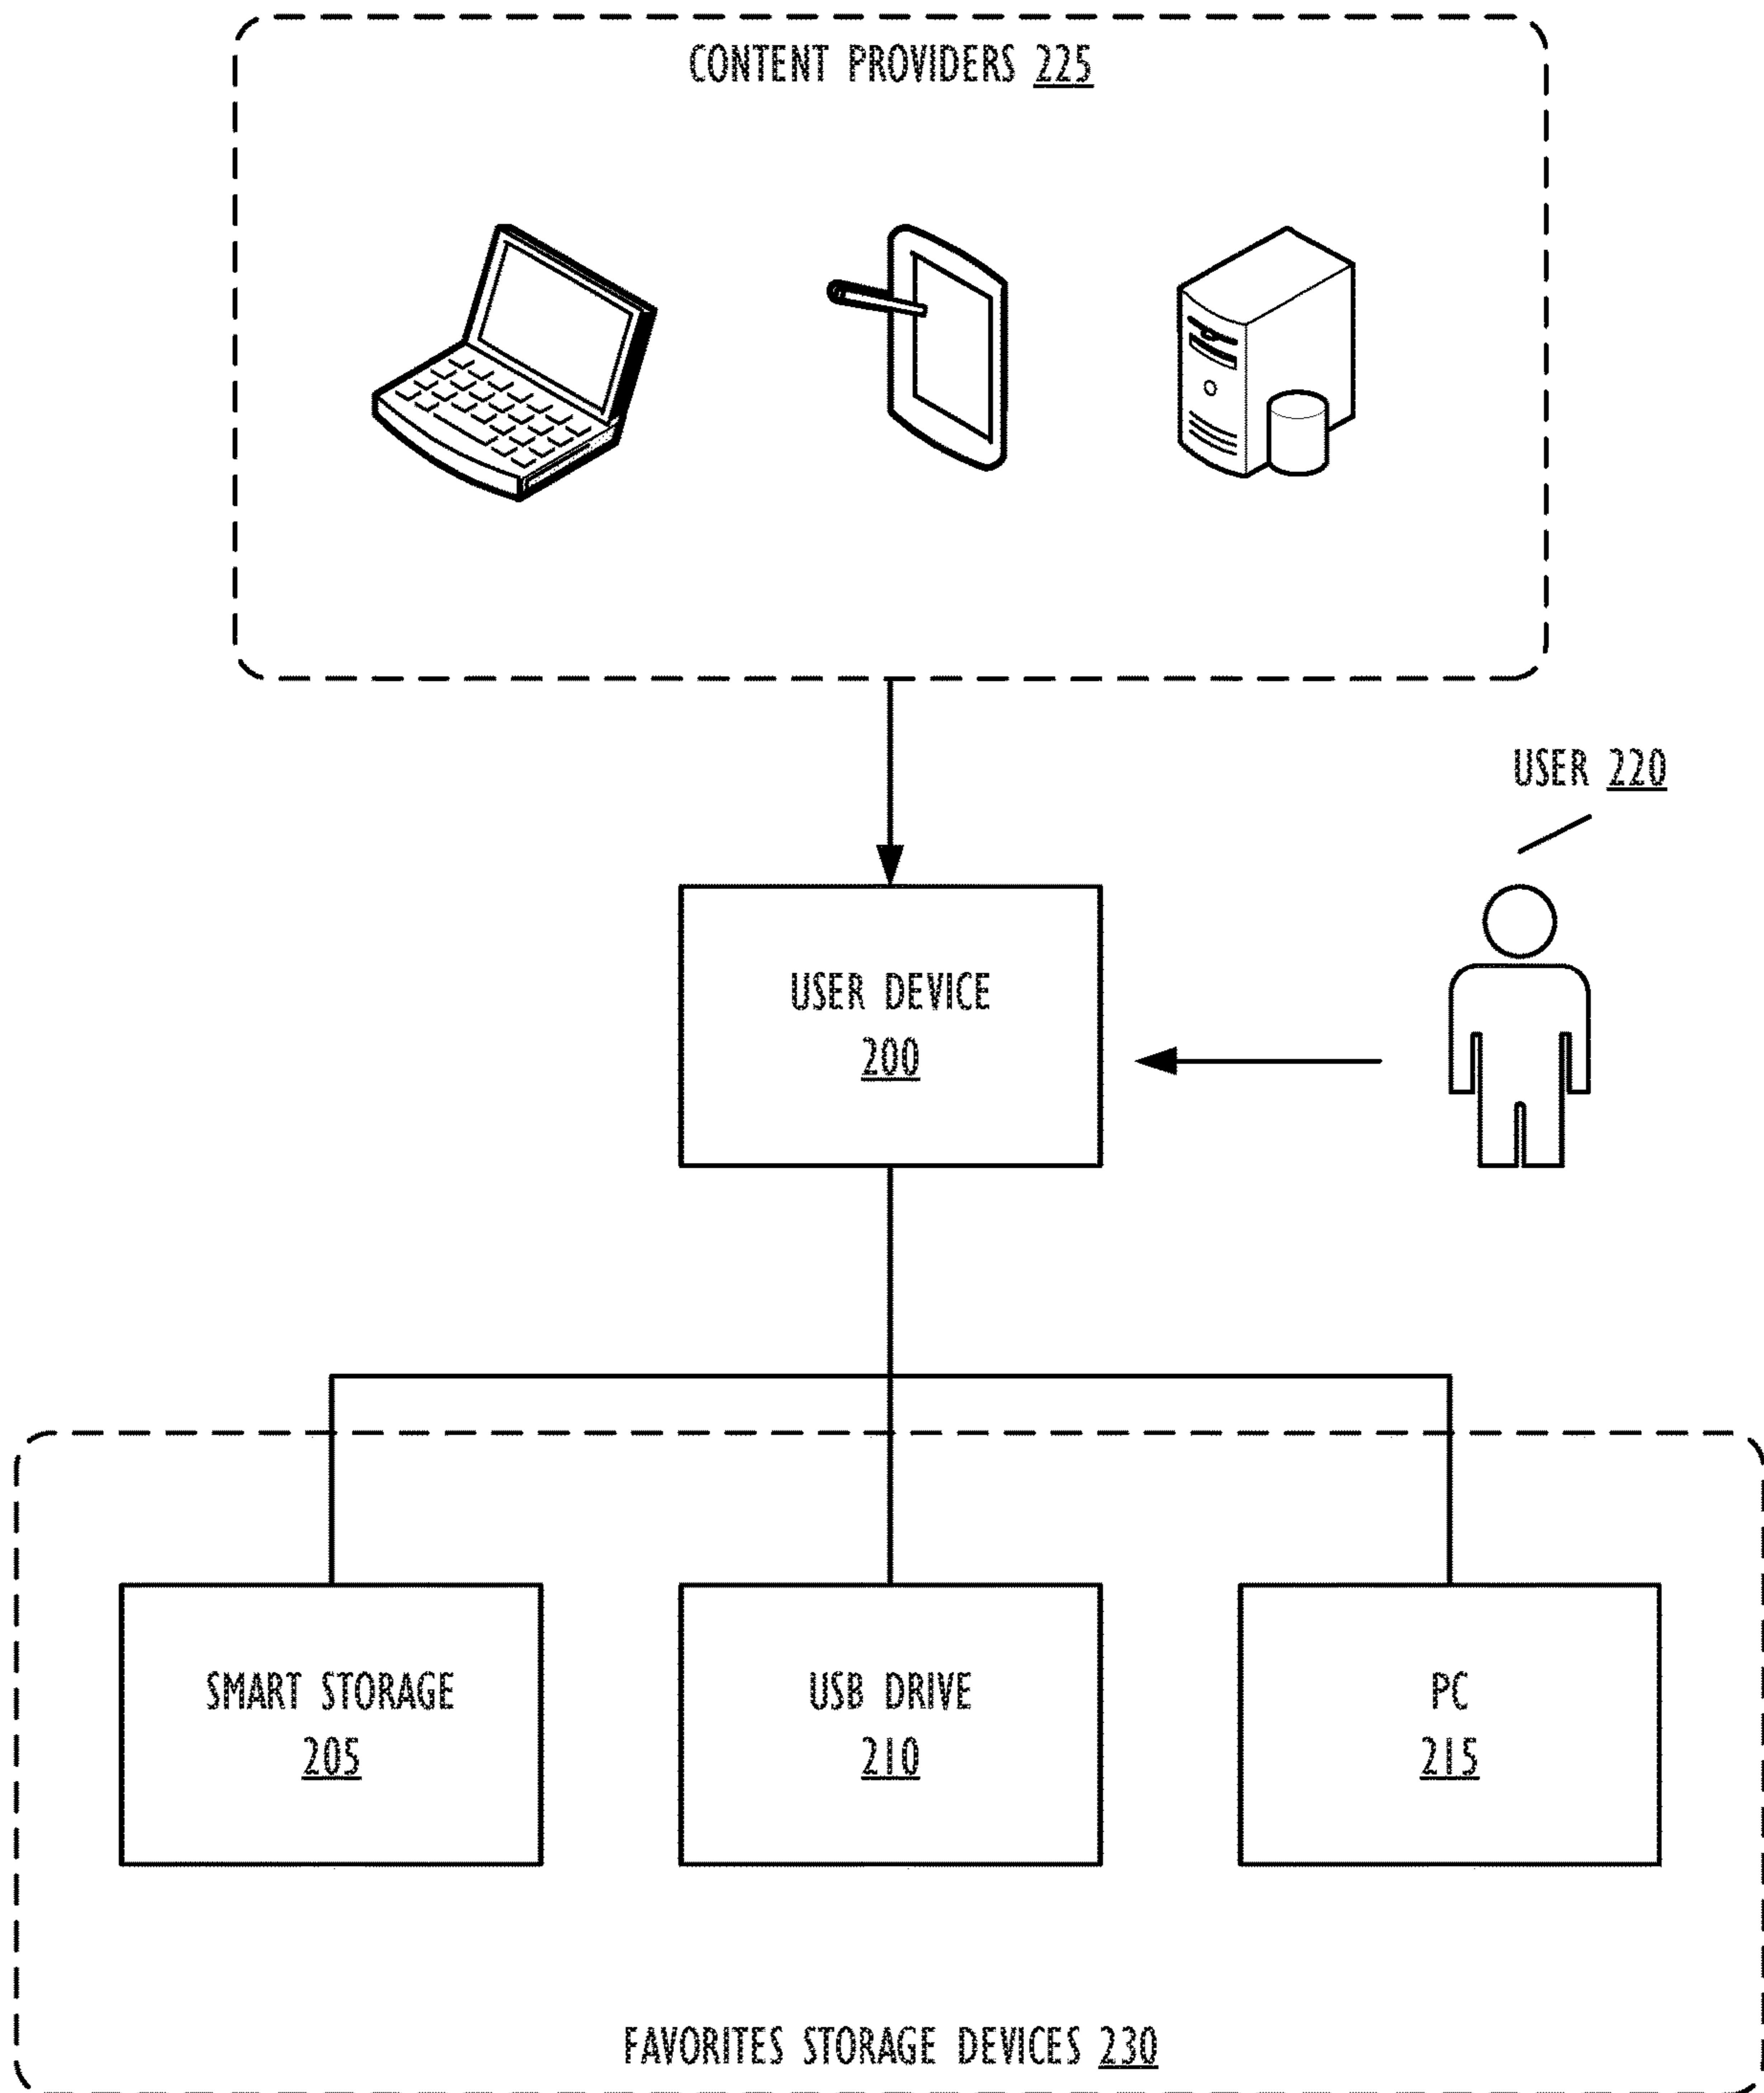 CONTENT PROVIDERS 225
USER 220
USER DEVICE
200
SMART STORAGE
205
USB DRIVE
210
PC
215
FAVORITES STORAGE DEVICES 230